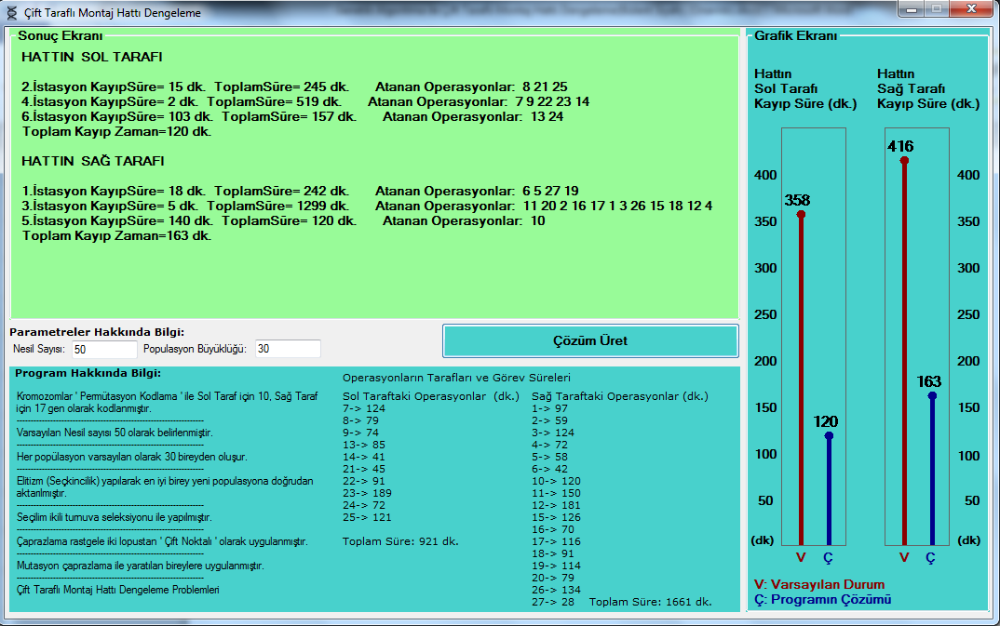 Çift Taraflı Montaj Hattı Dengeleme
Sonuç Ekranı
HATTIN SOL TARAFI
2.İstasyon KayıpSüre= 15 dk. ToplamSüre= 245 dk. Atanan Operasyonlar: 8 21 25
4.İstasyon KayıpSüre= 2 dk. ToplamSüre= 519 dk. Atanan Operasyonlar: 7 9 22 23 14
6.İstasyon KayıpSüre= 103 dk. ToplamSüre= 157 dk. Atanan Operasyonlar: 13 24
Toplam Kayıp Zaman=120 dk.
HATTIN SAĞ TARAFI
1.İstasyon KayıpSüre= 18 dk. ToplamSüre= 242 dk. Atanan Operasyonlar: 6 5 27 19
3.İstasyon KayıpSüre= 5 dk. ToplamSüre= 1299 dk. Atanan Operasyonlar: 11 20 2 16 17 1 3 26 15 18 12 4
5.İstasyon KayıpSüre= 140 dk. ToplamSüre= 120 dk. Atanan Operasyonlar: 10
Toplam Kayıp Zaman=163 dk.
Parametreler Hakkında Bilgi:
Nesil Sayısı: 50 Populasyon Büyüklüğü: 30
Çözüm Üret
Program Hakkında Bilgi:
Kromozomlar ' Permütasyon Kodlama ' ile Sol Taraf için 10, Sağ Taraf
için 17 gen olarak kodlanmıştır.
Varsayılan Nesil sayısı 50 olarak belirlenmiştir.
Her popülasyon varsayılan olarak 30 bireyden oluşur.
Elitizm (Seçkincilik) yapılarak en iyi birey yeni populasyona doğrudan
aktarılmıştır.
Seçilim ikili turnuva seleksiyonu ile yapılmıştır.
Çaprazlama rastgele iki lopustan ' Çift Noktalı ' olarak uygulanmıştır.
Mutasyon çaprazlama ile yaratılan bireylere uygulanmıştır.
Çift Taraflı Montaj Hattı Dengeleme Problemleri
Operasyonların Tarafları ve Görev Süreleri
Sol Taraftaki Operasyonlar (dk.)
7-> 124
8-> 79
9-> 74
13-> 85
14-> 41
21-> 45
22-> 91
23-> 189
24-> 72
25-> 121
Toplam Süre: 921 dk.
Sağ Taraftaki Operasyonlar (dk.)
1-> 97
2-> 59
3-> 124
4-> 72
5-> 58
6-> 42
10-> 120
11-> 150
12-> 181
15-> 126
16-> 70
17-> 116
18-> 91
19-> 114
20-> 79
26-> 134
27-> 28 Toplam Süre: 1661 dk.
Grafik Ekranı
Hattın
Sol Tarafı
Kayıp Süre (dk.)
400
350
300
250
200
150
100
50
(dk)
358
120
V Ç
Hattın
Sağ Tarafı
Kayıp Süre (dk.)
416
163
400
350
300
250
200
150
100
50
(dk)
V Ç
V: Varsayılan Durum
Ç: Programın Çözümü